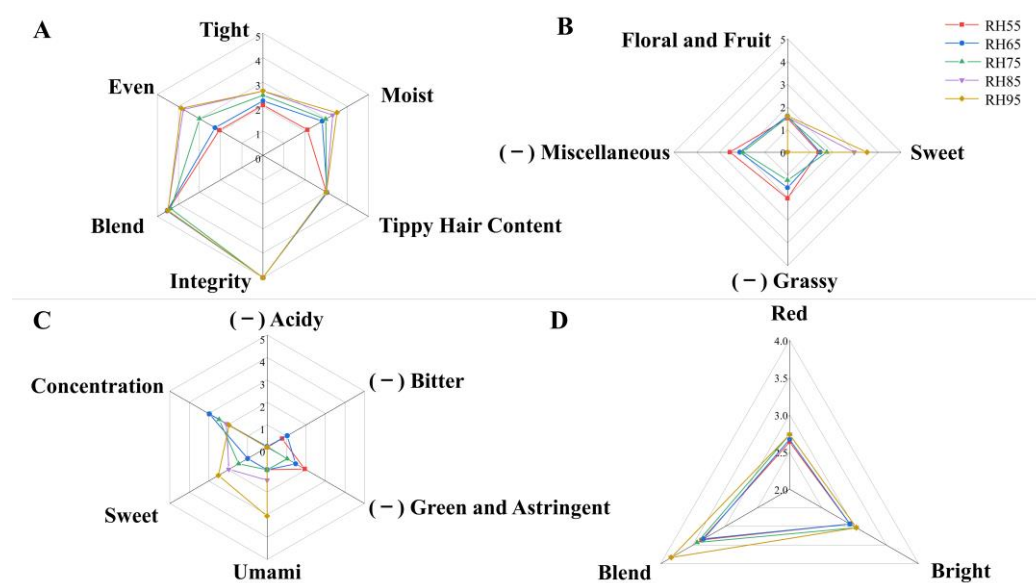 A
Tight
5
4
3
2
1
0
Even
Moist
Blend
Tippy Hair Content
Integrity
B
Floral and Fruit
5
4
3
2
1
0
(−) Miscellaneous
Sweet
(−) Grassy
RH55
RH65
RH75
RH85
RH95
C
(−) Acidy
5
4
3
2
1
0
Concentration
(−) Bitter
Sweet
(−) Green and Astringent
Umami
D
Red
4.0
3.5
3.0
2.5
2.0
Blend
Bright